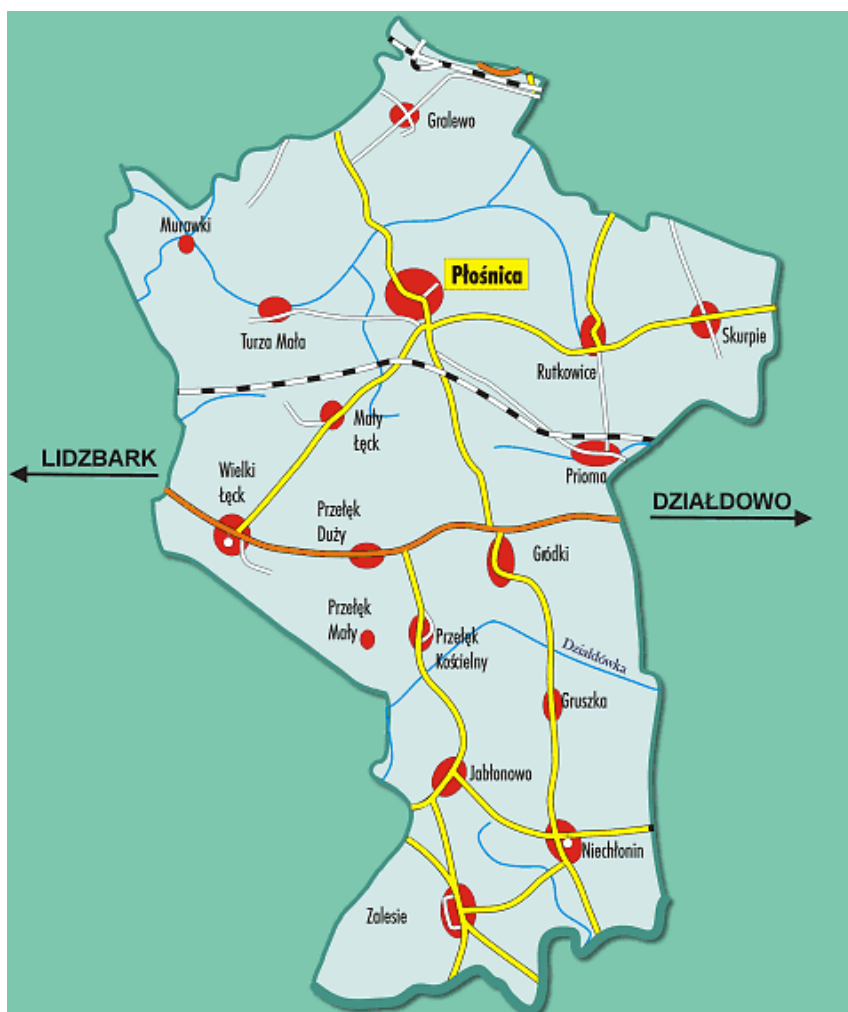 Gralewo
Murawki
Płośnica
Turza Mała
Skurpie
Rutkowice
Mały
Łęck
LIDZBARK
Wielki
Łęck
Prioma
DZIAŁDOWO
Przełęk
Duży
Gródki
Przełęk
Mały
Przełęk
Kościelny
Działdówka
Gruszka
Jabłonowo
Niechłonin
Zalesie